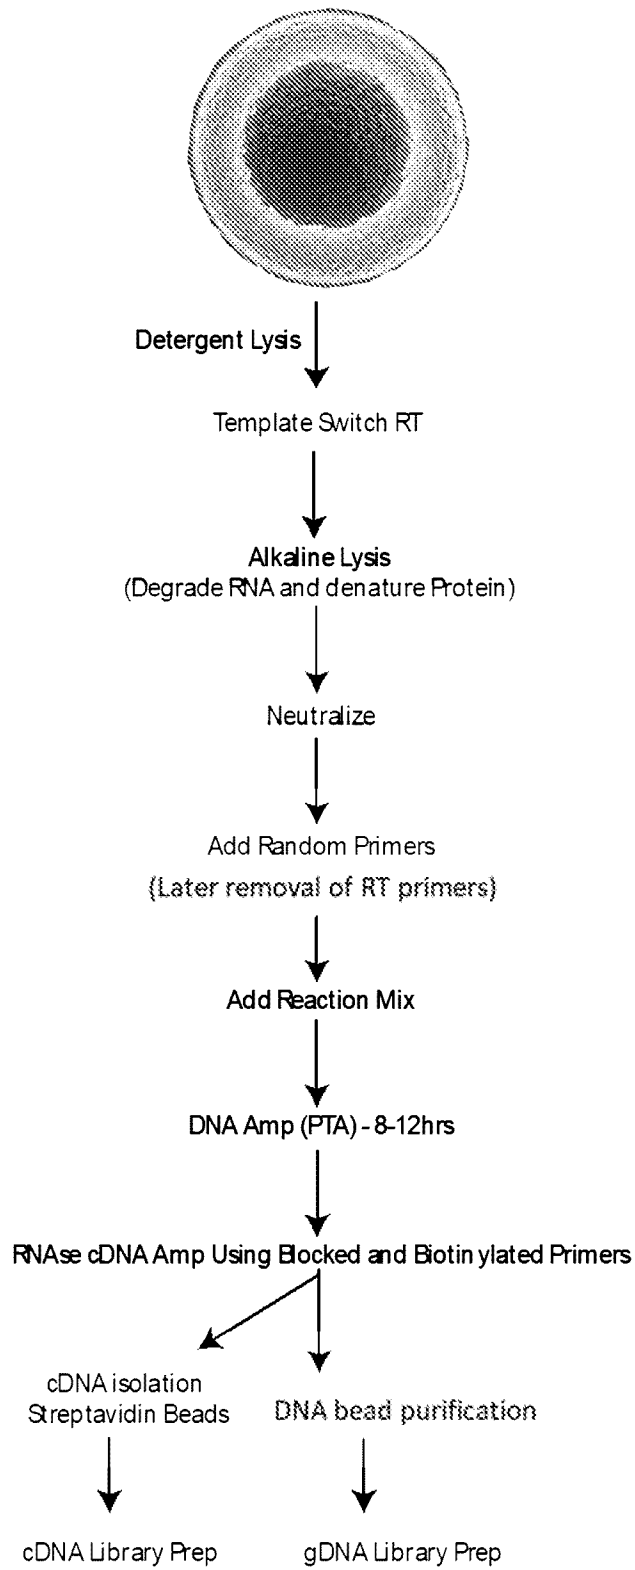 Detergent Lysis
Template Switch RT
Alkaline Lysis
(Degrade RNA and denature Protein)
Neutralize
Add Random Primers
(Later removal of RT primers)
Add Reaction Mix
DNA Amp (PTA) - 8-12hrs
RNAse cDNA Amp Using Blocked and Biotinylated Primers
cDNA isolation
Streptavidin Beads
DNA bead purification
cDNA Library Prep
gDNA Library Prep